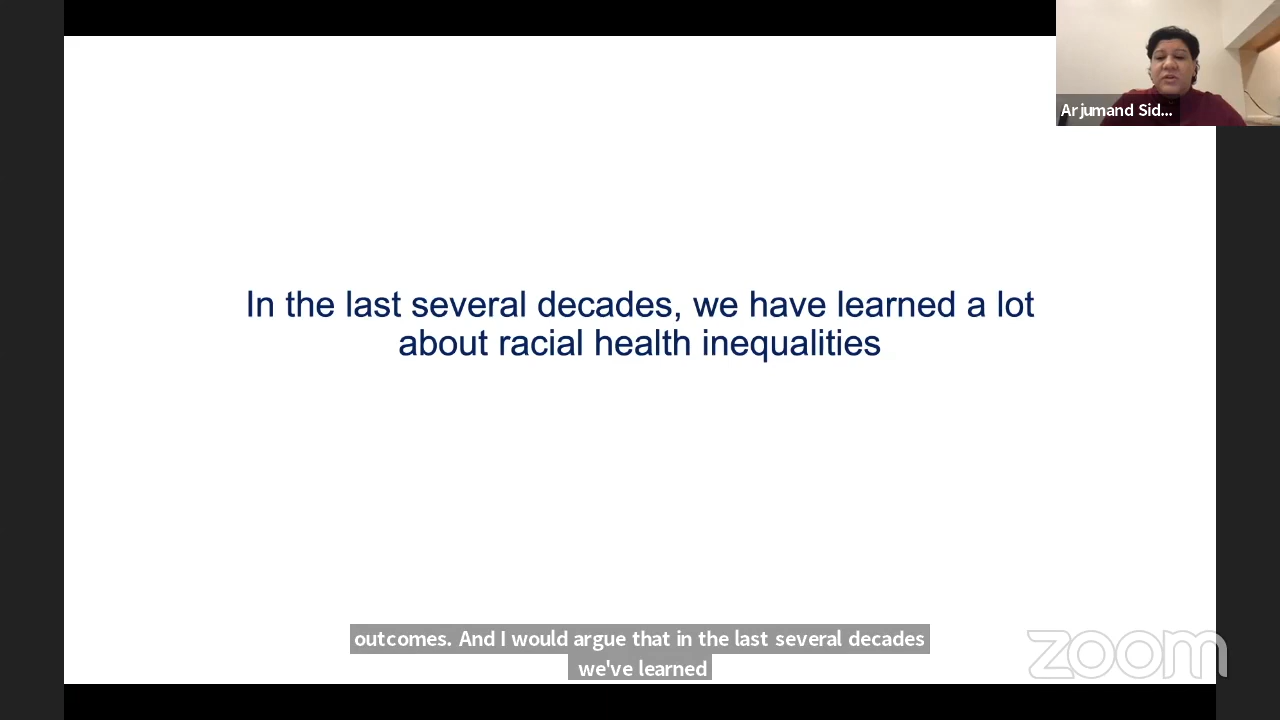 Arjumand Sid...
In the last several decades, we have learned a lot
about racial health inequalities
outcomes. And I would argue that in the last several decades
we've learned
zoom